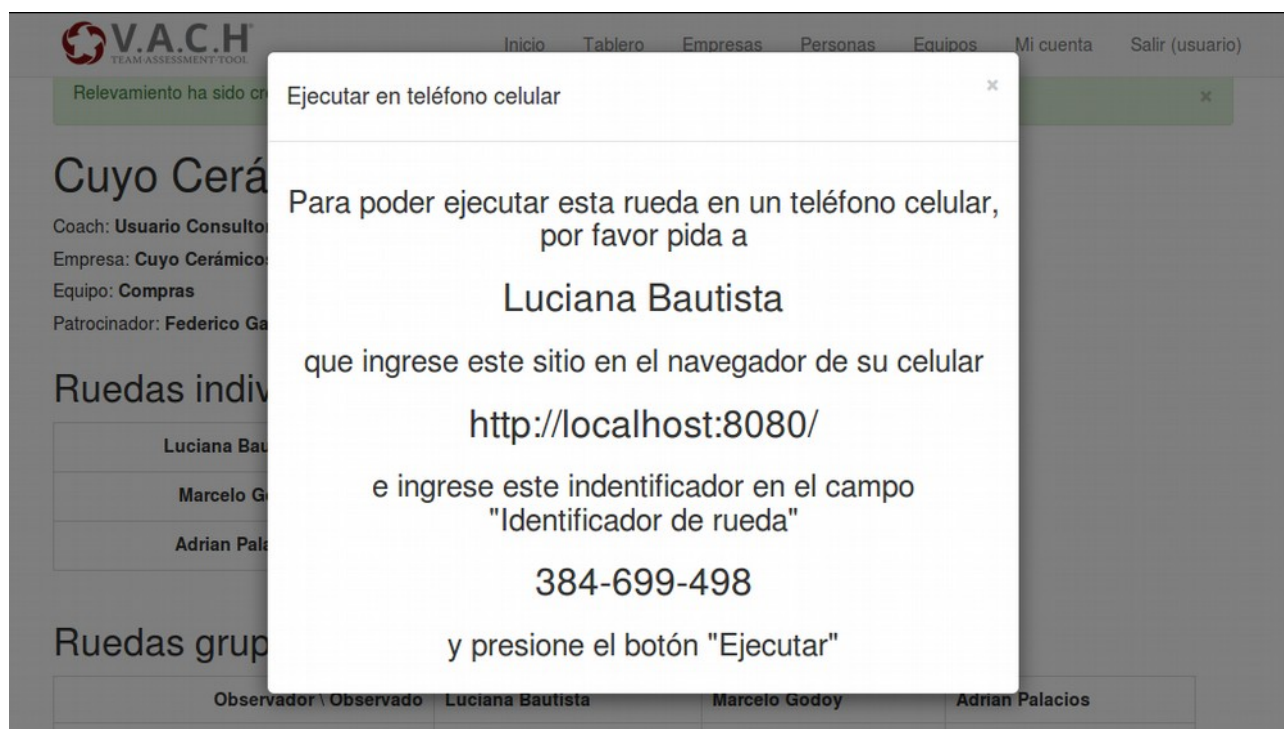 V.A.C.H
TEAM ASSESSMENT TOOL
Inicio Tablero Empresas Personas Equipos Mi cuenta Salir (usuario)
Relevamiento ha sido
×
Ejecutar en teléfono celular
×
Para poder ejecutar esta rueda en un teléfono celular,
por favor pida a
Luciana Bautista
que ingrese este sitio en el navegador de su celular
http://localhost:8080/
e ingrese este indentificador en el campo
"Identificador de rueda"
384-699-498
y presione el botón "Ejecutar"
Cuyo Cerá
Coach: Usuario Consulto
Empresa: Cuyo Cerámico
Equipo: Compras
Patrocinador: Federico Ga
Ruedas indiv
Luciana Bau
Marcelo G
Adrian Pala
Ruedas grup
Observador \ Observado Luciana Bautista Marcelo Godoy Adrian Palacios